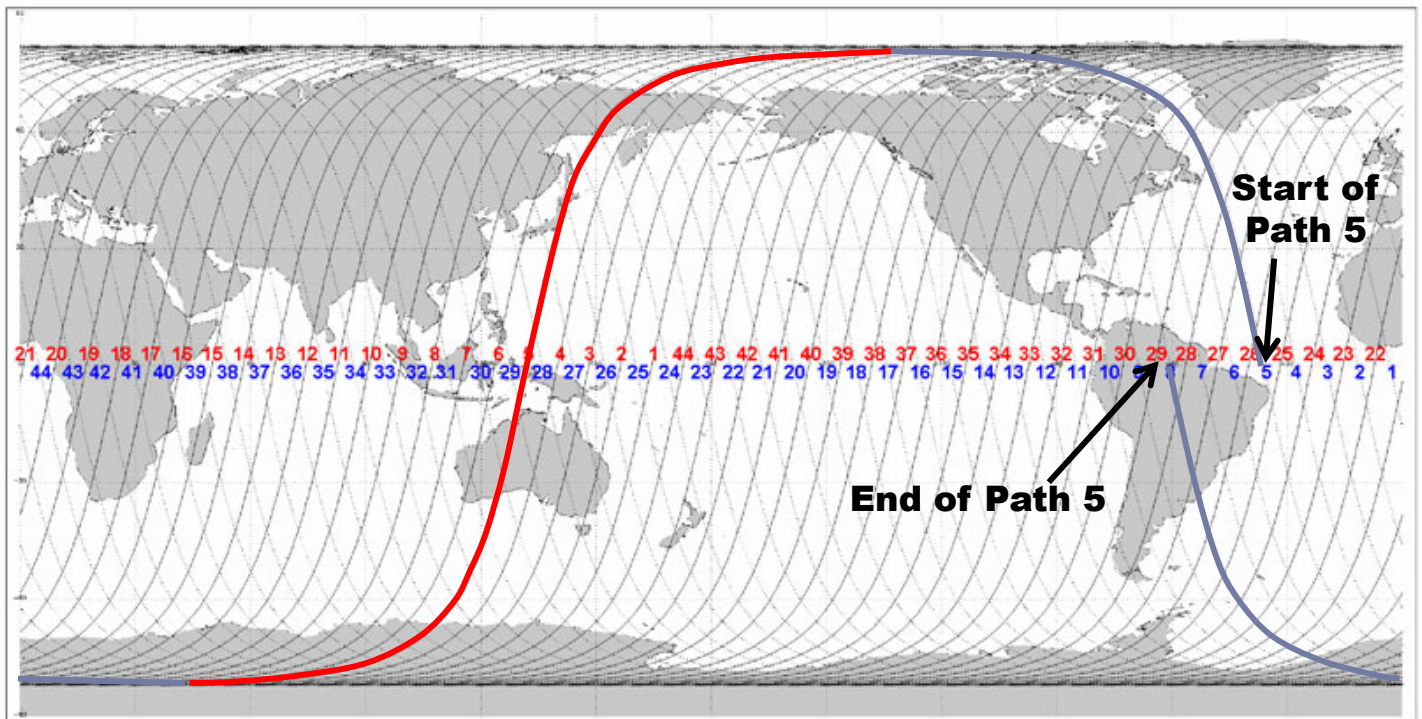 Start of
Path 5
21 20 19 18 17 16 15 14 13 12 11 10 9 8 7 6 5 4 3 2 1 44 43 42 41 40 39 38 37 36 35 34 33 32 31 30 29 28 27 26 25 24 23 22
44 43 42 41 40 39 38 37 36 35 34 33 32 31 30 29 28 27 26 25 24 23 22 21 20 19 18 17 16 15 14 13 12 11 10 9 8 7 6 5 4 3 2 1
End of Path 5